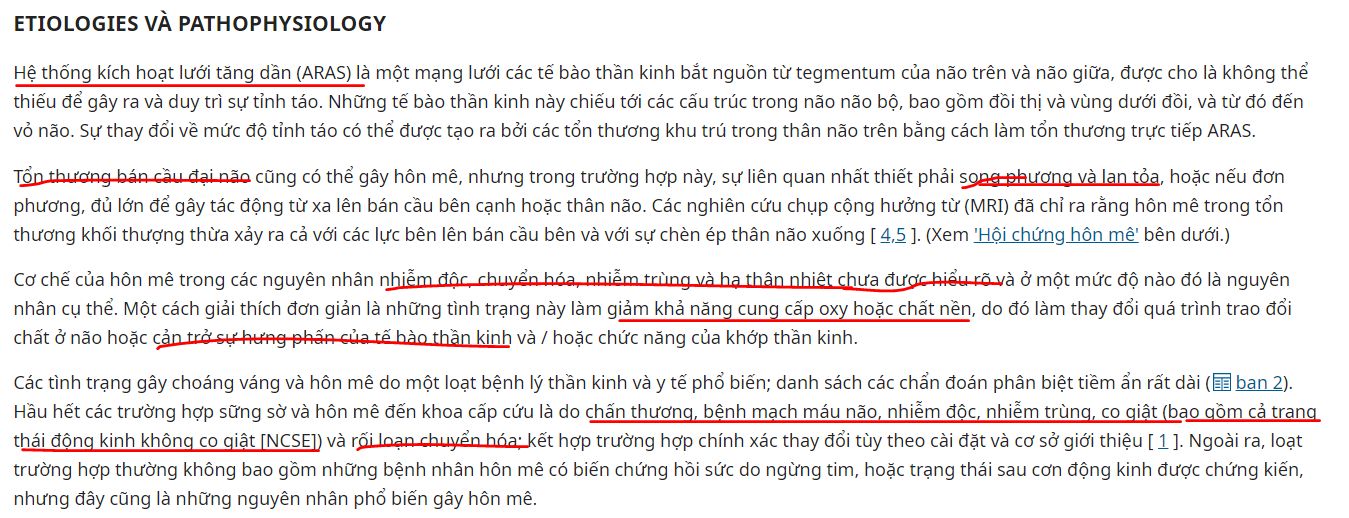 ETIOLOGIES VÀ PATHOPHYSIOLOGY
Hệ thống kích hoạt lưới tăng dần (ARAS) là một mạng lưới các tế bào thần kinh bắt nguồn từ tegmentum của não trên và não giữa, được cho là không thể
thiếu để gây ra và duy trì sự tỉnh táo. Những tế bào thần kinh này chiếu tới các cấu trúc trong não não bộ, bao gồm đồi thị và vùng dưới đồi, và từ đó đến
vỏ não. Sự thay đổi về mức độ tỉnh táo có thể được tạo ra bởi các tổn thương khu trú trong thân não trên bằng cách làm tổn thương trực tiếp ARAS.
Tổn thương bán cầu đại não cũng có thể gây hôn mê, nhưng trong trường hợp này, sự liên quan nhất thiết phải song phương và lan tỏa, hoặc nếu đơn
phương, đủ lớn để gây tác động từ xa lên bán cầu bên cạnh hoặc thân não. Các nghiên cứu chụp cộng hưởng từ (MRI) đã chỉ ra rằng hôn mê trong tổn
thương khối thượng thừa xảy ra cả với các lực bên lên bán cầu bên và với sự chèn ép thân não xuống [ 4,5 ]. (Xem 'Hội chứng hôn mê' bên dưới.)
Cơ chế của hôn mê trong các nguyên nhân nhiễm độc, chuyển hóa, nhiễm trùng và hạ thân nhiệt chưa được hiểu rõ và ở một mức độ nào đó là nguyên
nhân cụ thể. Một cách giải thích đơn giản là những tình trạng này làm giảm khả năng cung cấp oxy hoặc chất nền, do đó làm thay đổi quá trình trao đổi
chất ở não hoặc cản trở sự hưng phấn của tế bào thần kinh và / hoặc chức năng của khớp thần kinh.
Các tình trạng gây choáng váng và hôn mê do một loạt bệnh lý thần kinh và y tế phổ biến; danh sách các chẩn đoán phân biệt tiềm ẩn rất dài ( ban 2).
Hầu hết các trường hợp sững sờ và hôn mê đến khoa cấp cứu là do chấn thương, bệnh mạch máu não, nhiễm độc, nhiễm trùng, co giật (bao gồm cả trạng
thái động kinh không co giật [NCSE]) và rối loạn chuyển hóa; kết hợp trường hợp chính xác thay đổi tùy theo cài đặt và cơ sở giới thiệu [ 1 ]. Ngoài ra, loạt
trường hợp thường không bao gồm những bệnh nhân hôn mê có biến chứng hồi sức do ngừng tim, hoặc trạng thái sau cơn động kinh được chứng kiến,
nhưng đây cũng là những nguyên nhân phổ biến gây hôn mê.